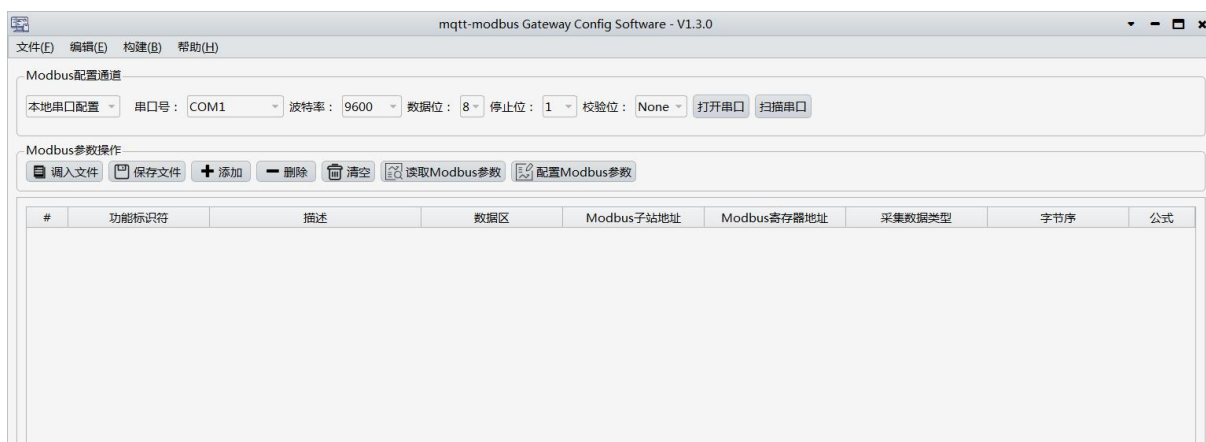 mqtt-modbus Gateway Config Software - V1.3.0
文件(F) 编辑(E) 构建(B) 帮助(H)
Modbus配置通道
本地串口配置 串口号： COM1 波特率： 9600 数据位： 8 停止位： 1 校验位： None 打开串口 扫描串口
Modbus参数操作
调入文件 保存文件 添加 删除 清空 读取Modbus参数 配置Modbus参数
# 功能标识符 描述 数据区 Modbus子站地址 Modbus寄存器地址 采集数据类型 字节序 公式